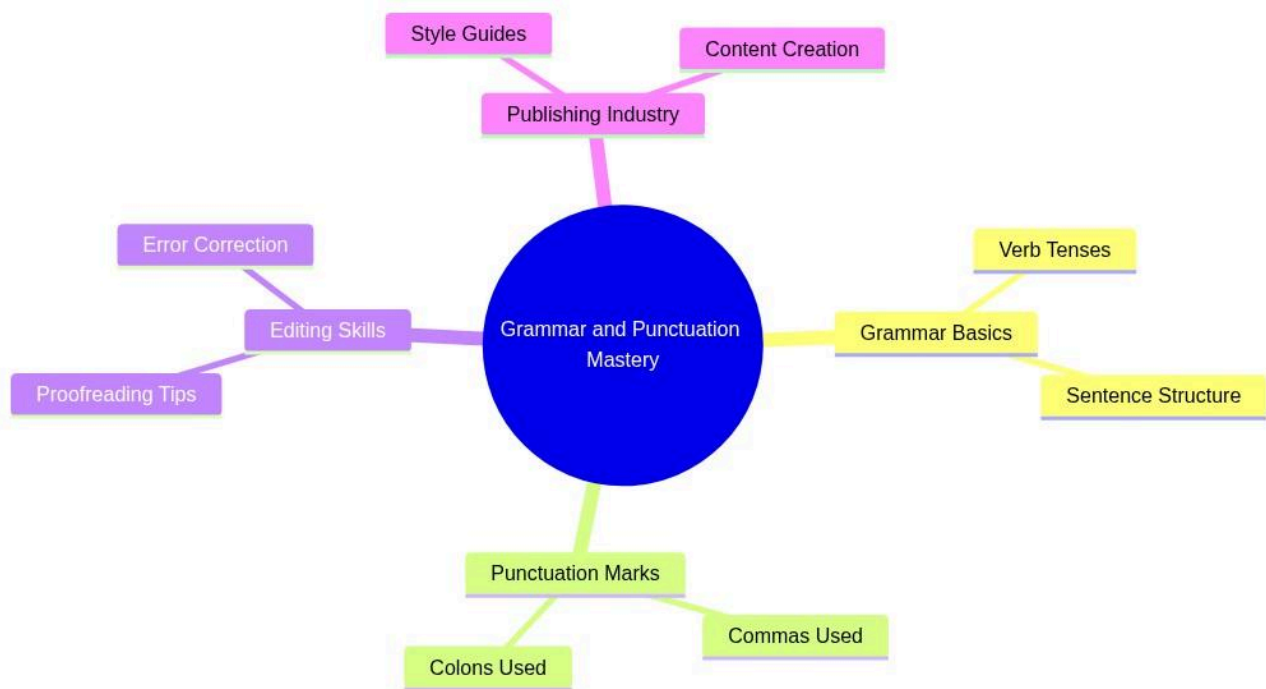 Style Guides
Content Creation
Publishing Industry
Error Correction
Verb Tenses
Editing Skills
Grammar and Punctuation
Mastery
Grammar Basics
Proofreading Tips
Sentence Structure
Punctuation Marks
Commas Used
Colons Used